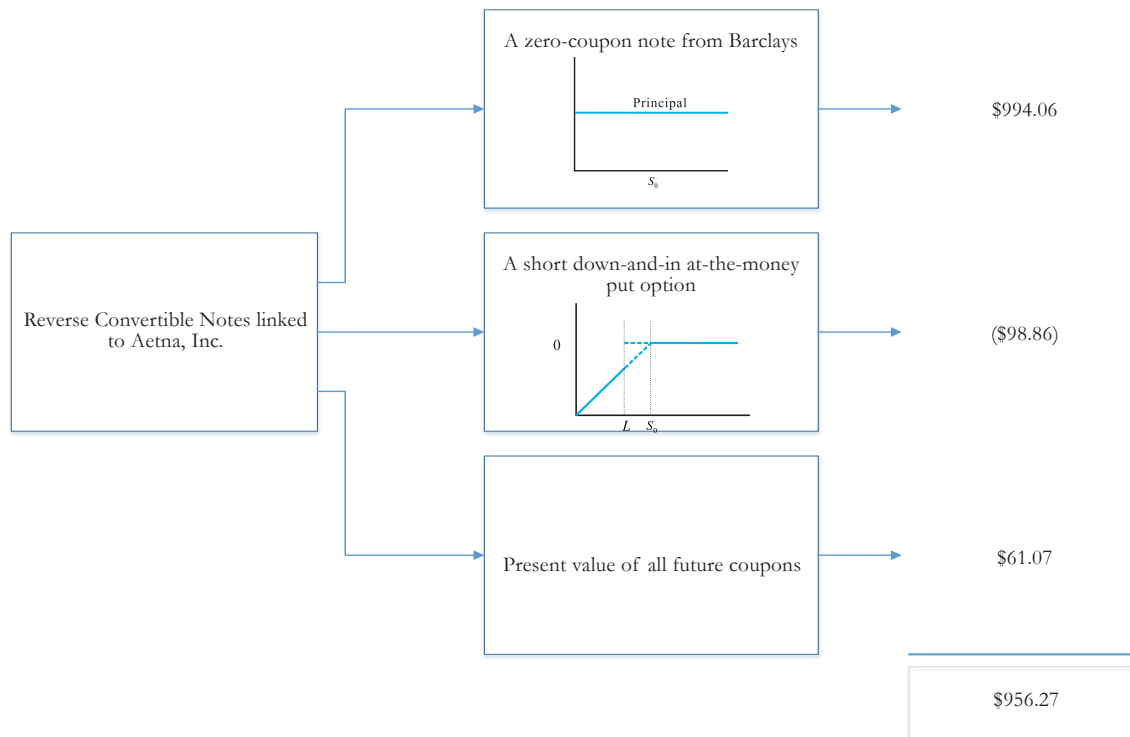 A zero-coupon note from Barclays
Principal
S₀
$994.06
Reverse Convertible Notes linked
to Aetna, Inc.
A short down-and-in at-the-money
put option
0
L S₀
($98.86)
Present value of all future coupons
$61.07
$956.27